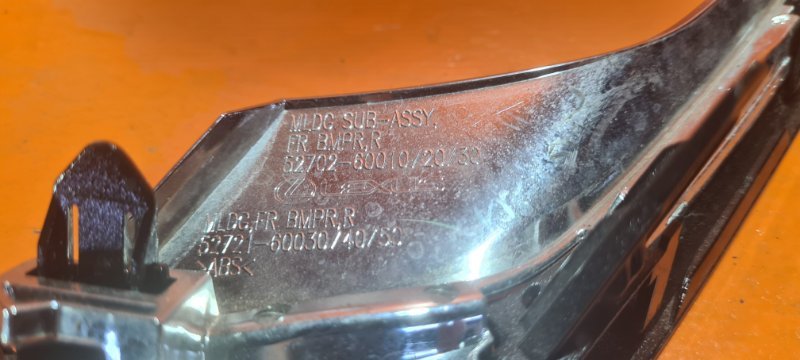 MLDG SUB-ASSY,
FR BMPR,R
52702-60010/20/30
LEXUS
MLDG,FR BMPR,R
52721-60030/40/50
>ABS<